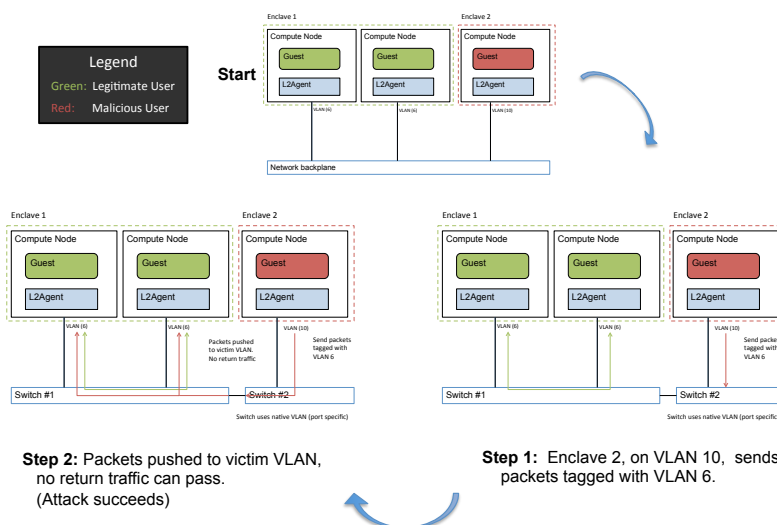 Enclave 1
Enclave 2
Legend
Green: Legitimate User
Red: Malicious User
Start
Compute Node
Compute Node
Compute Node
Guest
Guest
Guest
L2Agent
L2Agent
L2Agent
VLAN (6)
VLAN (6)
VLAN (10)
Network backplane
Enclave 1
Enclave 2
Compute Node
Compute Node
Compute Node
Guest
Guest
Guest
L2Agent
L2Agent
L2Agent
VLAN (6)
VLAN (6)
VLAN (10)
Packets pushed
to victim VLAN.
No return traffic
Send packets
tagged with
VLAN 6
Switch #1
Switch #2
Switch uses native VLAN (port specific)
Step 2: Packets pushed to victim VLAN,
no return traffic can pass.
(Attack succeeds)
Enclave 1
Enclave 2
Compute Node
Compute Node
Compute Node
Guest
Guest
Guest
L2Agent
L2Agent
L2Agent
VLAN (6)
VLAN (6)
VLAN (10)
Send packets
tagged with
VLAN 6
Switch #1
Switch #2
Switch uses native VLAN (port specific)
Step 1: Enclave 2, on VLAN 10, sends
packets tagged with VLAN 6.